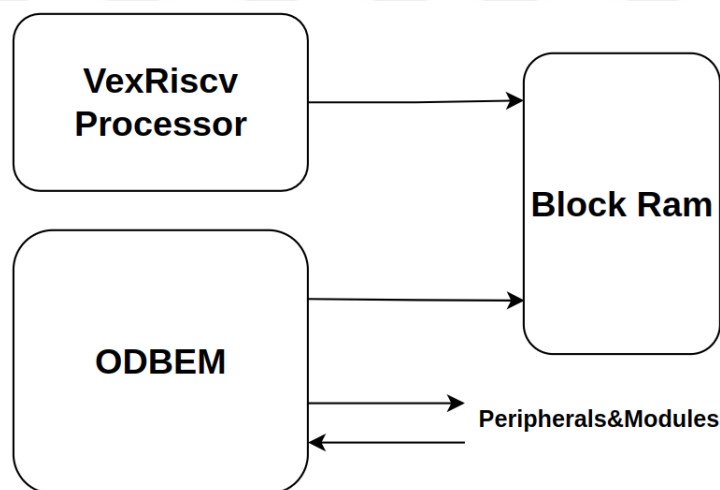 VexRiscv
Processor
Block Ram
ODBEM
Peripherals&Modules